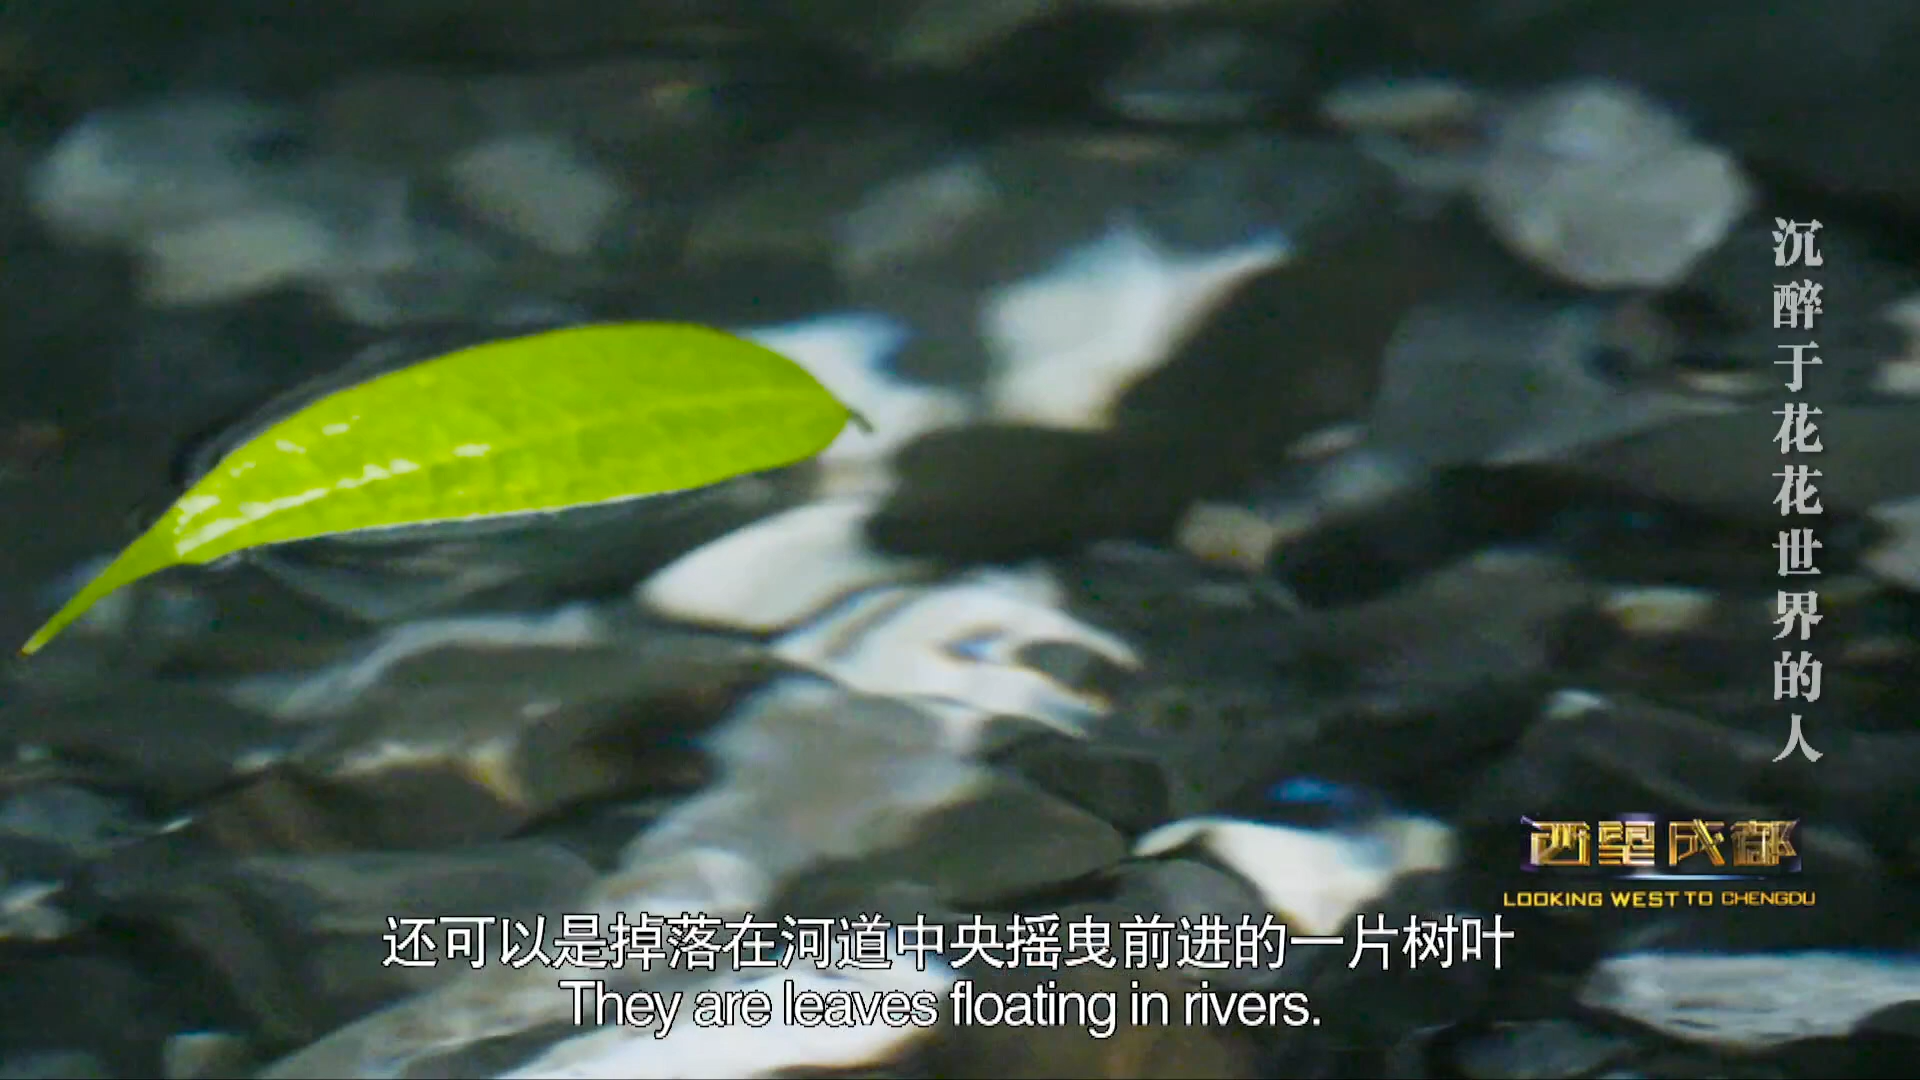 沉醉于花花世界的人
西望成都
LOOKING WEST TO CHENGDU
还可以是掉落在河道中央摇曳前进的一片树叶
They are leaves floating in rivers.